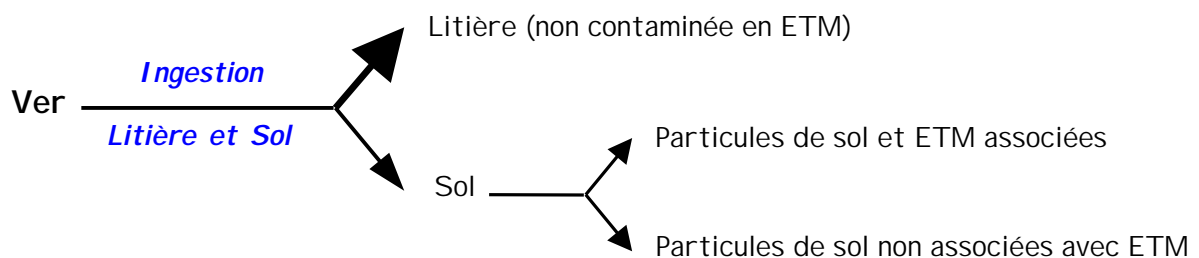 Litière (non contaminée en ETM)
Ingestion
Ver
Litière et Sol
Particules de sol et ETM associées
Sol
Particules de sol non associées avec ETM